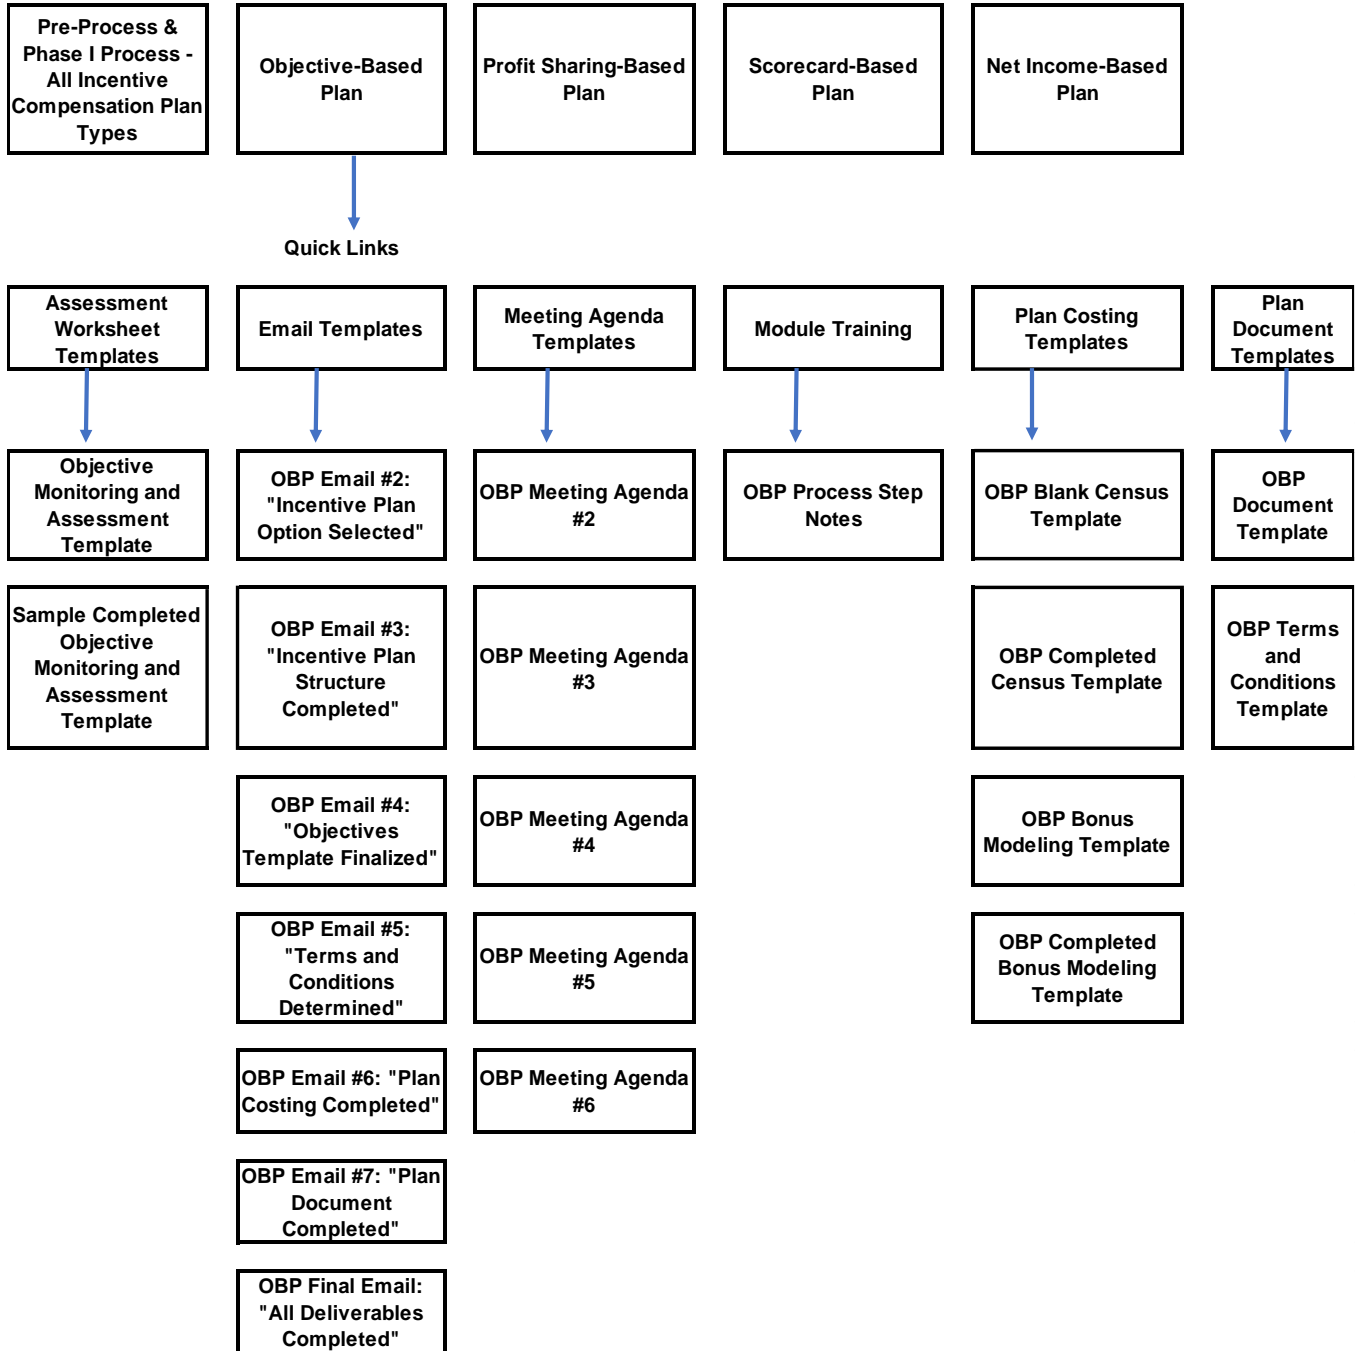 Pre-Process &
Phase I Process -
All Incentive
Compensation Plan
Types
Objective-Based
Plan
Profit Sharing-Based
Plan
Scorecard-Based
Plan
Net Income-Based
Plan
Quick Links
Assessment
Worksheet
Templates
Email Templates
Meeting Agenda
Templates
Module Training
Plan Costing
Templates
Plan
Document
Templates
Objective
Monitoring and
Assessment
Template
OBP Email #2:
"Incentive Plan
Option Selected"
OBP Meeting Agenda
#2
OBP Process Step
Notes
OBP Blank Census
Template
OBP
Document
Template
Sample Completed
Objective
Monitoring and
Assessment
Template
OBP Email #3:
"Incentive Plan
Structure
Completed"
OBP Meeting Agenda
#3
OBP Completed
Census Template
OBP Terms
and
Conditions
Template
OBP Email #4:
"Objectives
Template Finalized"
OBP Meeting Agenda
#4
OBP Bonus
Modeling Template
OBP Email #5:
"Terms and
Conditions
Determined"
OBP Meeting Agenda
#5
OBP Completed
Bonus Modeling
Template
OBP Email #6: "Plan
Costing Completed"
OBP Meeting Agenda
#6
OBP Email #7: "Plan
Document
Completed"
OBP Final Email:
"All Deliverables
Completed"